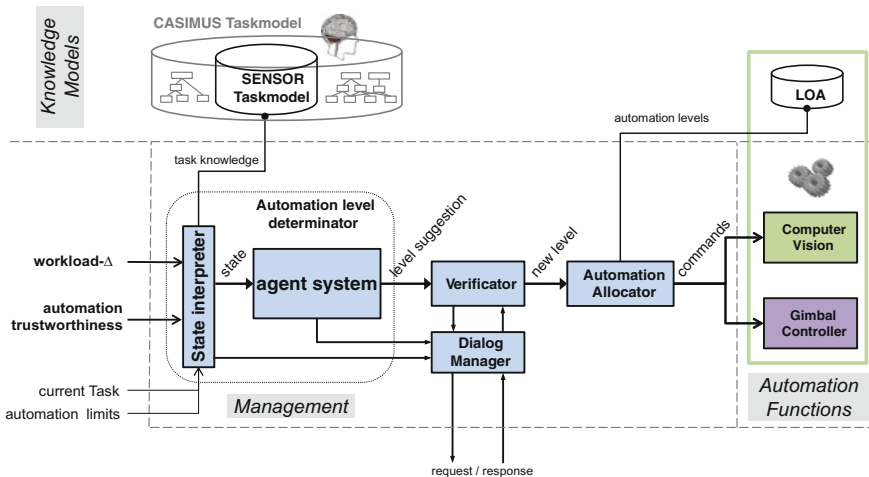 CASIMUS Taskmodel
Knowledge
Models
SENSOR
Taskmodel
LOA
automation levels
task knowledge
Automation level
determinator
workload-Δ
automation
trustworthiness
current Task
automation limits
State interpreter
state
agent system
level suggestion
Verificator
new level
Automation
Allocator
commands
Computer
Vision
Gimbal
Controller
Dialog
Manager
Management
Automation
Functions
request / response